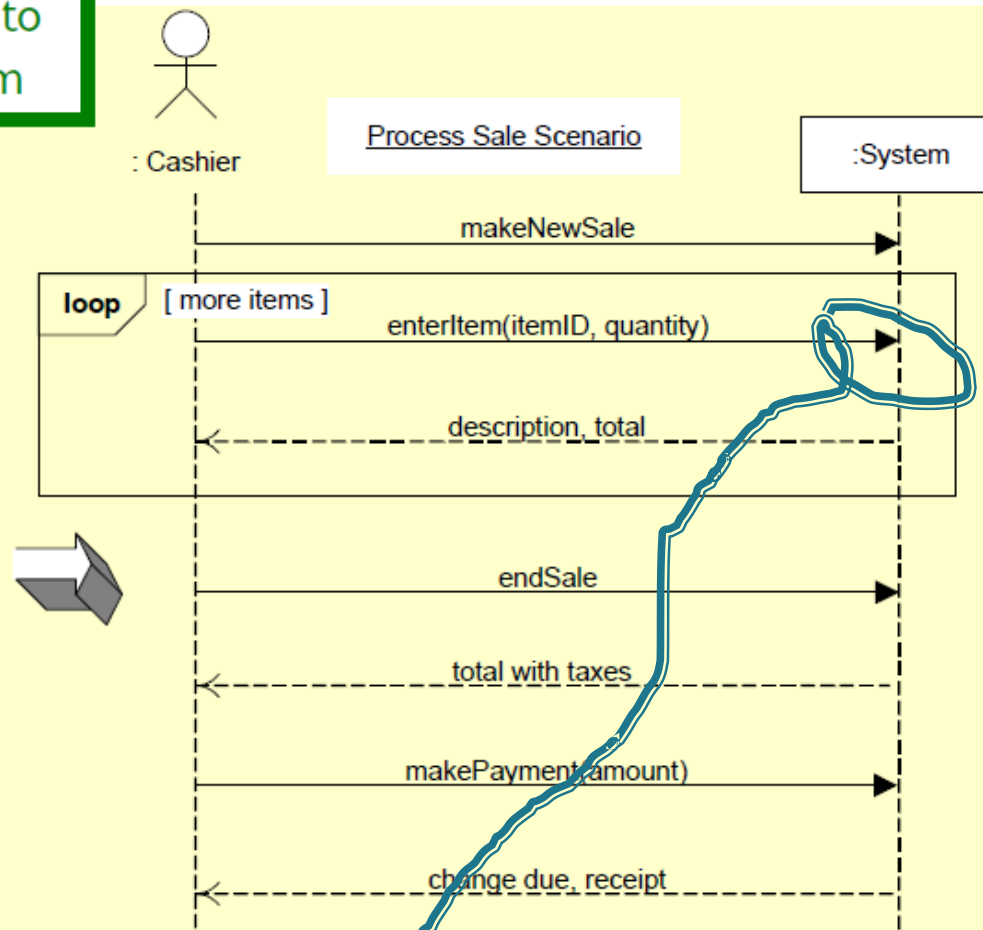 to
m
Process Sale Scenario
: Cashier
:System
makeNewSale
loop
[ more items ]
enterItem(itemID, quantity)
description, total
endSale
total with taxes
makePayment(amount)
change due, receipt